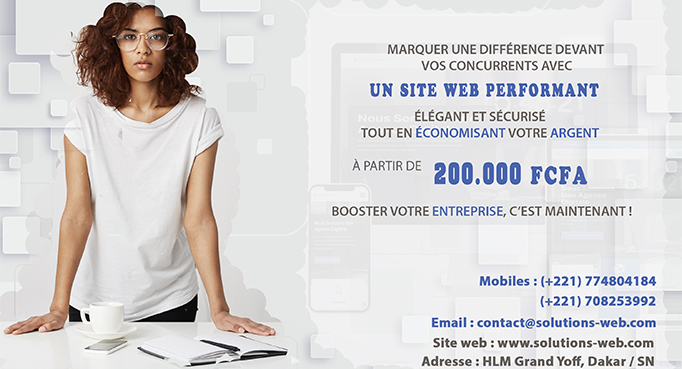 MARQUER UNE DIFFÉRENCE DEVANT
VOS CONCURRENTS AVEC
UN SITE WEB PERFORMANT
ÉLÉGANT ET SÉCURISÉ
TOUT EN ÉCONOMISANT VOTRE ARGENT
À PARTIR DE 200.000 FCFA
BOOSTER VOTRE ENTREPRISE, C’EST MAINTENANT !
Mobiles : (+221) 774804184
(+221) 708253992
Email : contact@solutions-web.com
Site web : www.solutions-web.com
Adresse : HLM Grand Yoff, Dakar / SN